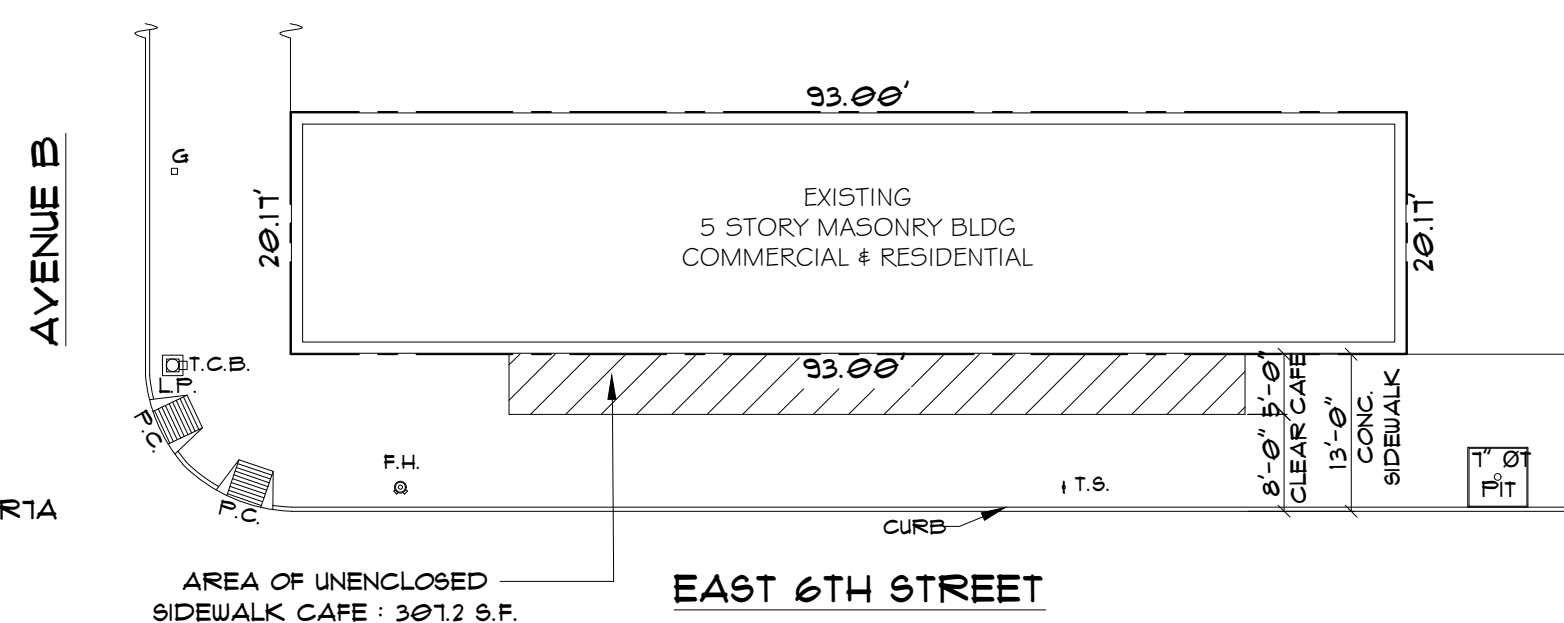 93.00'
AVENUE B
G
20.17'
EXISTING
5 STORY MASONRY BLDG
COMMERCIAL & RESIDENTIAL
20.17'
T.C.B.
L.P.
93.00'
P.C.
P.C.
F.H.
T.S.
5'-0"
CAFE
8'-0"
CLEAR
13'-0"
CONC.
SIDEWALK
7" ØT
PIT
R7A
CURB
AREA OF UNENCLOSED
SIDEWALK CAFE : 307.2 S.F.
EAST 6TH STREET